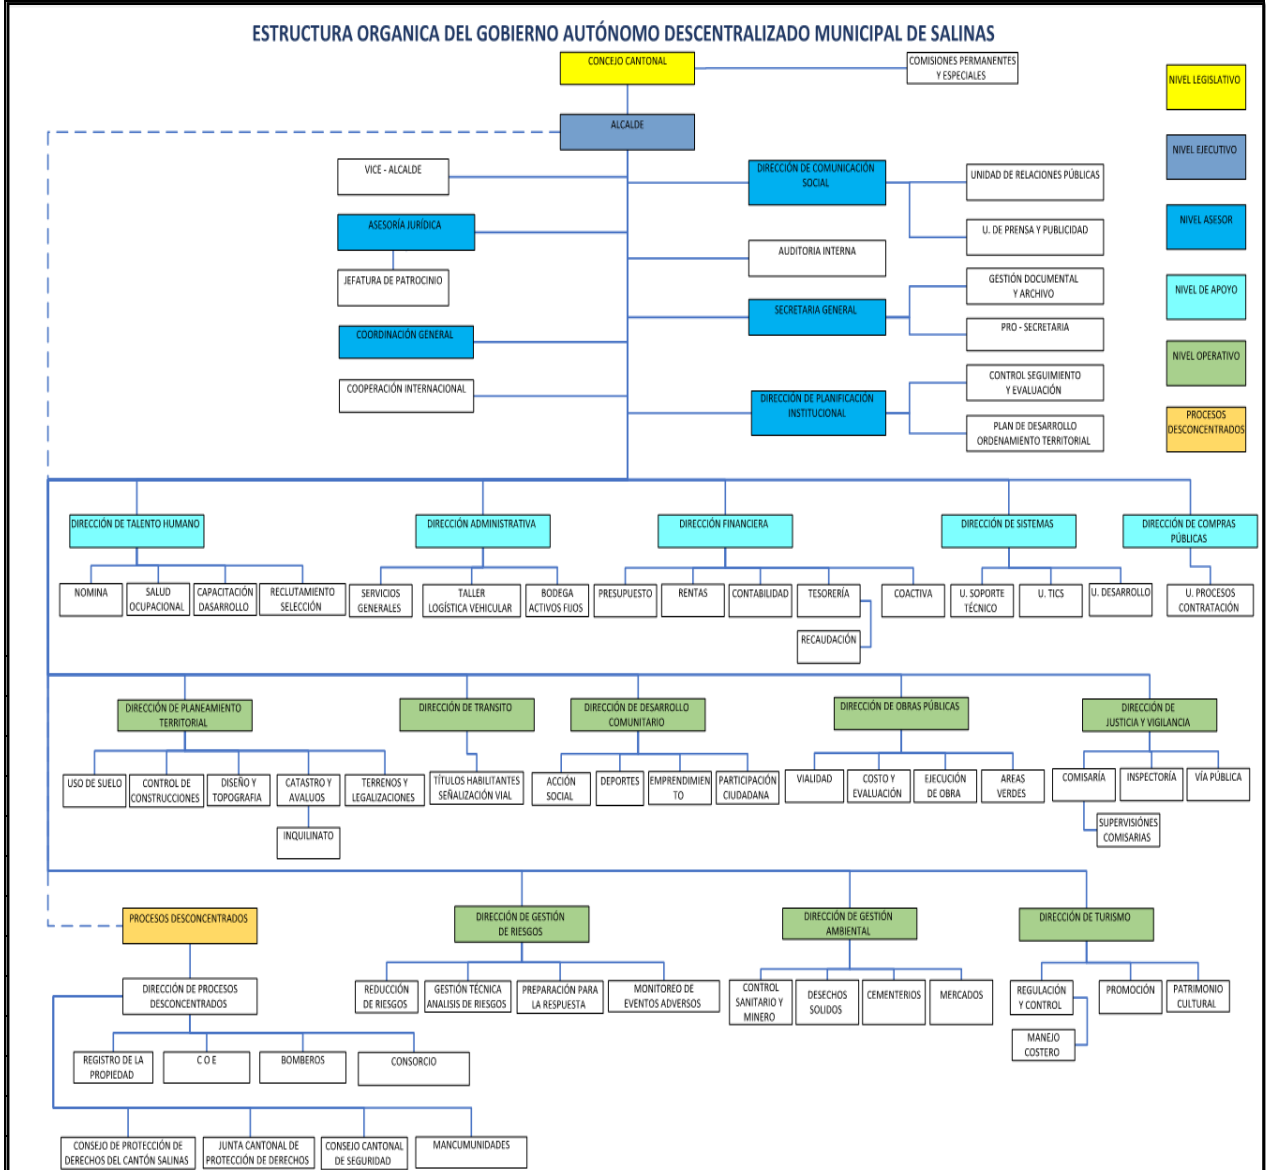 ESTRUCTURA ORGANICA DEL GOBIERNO AUTÓNOMO DESCENTRALIZADO MUNICIPAL DE SALINAS
CONCEJO CANTONAL
COMISIONES PERMANENTES
Y ESPECIALES
NIVEL LEGISLATIVO
ALCALDE
NIVEL EJECUTIVO
VICE - ALCALDE
DIRECCIÓN DE COMUNICACIÓN
SOCIAL
UNIDAD DE RELACIONES PÚBLICAS
ASESORÍA JURÍDICA
U. DE PRENSA Y PUBLICIDAD
NIVEL ASESOR
JEFATURA DE PATROCINIO
AUDITORIA INTERNA
GESTIÓN DOCUMENTAL
Y ARCHIVO
NIVEL DE APOYO
SECRETARIA GENERAL
PRO - SECRETARIA
COORDINACIÓN GENERAL
NIVEL OPERATIVO
COOPERACIÓN INTERNACIONAL
CONTROL SEGUIMIENTO
Y EVALUACIÓN
DIRECCIÓN DE PLANIFICACIÓN
INSTITUCIONAL
PLAN DE DESARROLLO
ORDENAMIENTO TERRITORIAL
PROCESOS
DESCONCENTRADOS
DIRECCIÓN DE TALENTO HUMANO
DIRECCIÓN ADMINISTRATIVA
DIRECCIÓN FINANCIERA
DIRECCIÓN DE SISTEMAS
DIRECCIÓN DE COMPRAS
PÚBLICAS
NOMINA
SALUD
OCUPACIONAL
CAPACITACIÓN
DASARROLLO
RECLUTAMIENTO
SELECCIÓN
SERVICIOS
GENERALES
TALLER
LOGÍSTICA VEHICULAR
BODEGA
ACTIVOS FIJOS
PRESUPUESTO
RENTAS
CONTABILIDAD
TESORERÍA
COACTIVA
U. SOPORTE
TÉCNICO
U. TICS
U. DESARROLLO
U. PROCESOS
CONTRATACIÓN
RECAUDACIÓN
DIRECCIÓN DE PLANEAMIENTO
TERRITORIAL
DIRECCIÓN DE TRANSITO
DIRECCIÓN DE DESARROLLO
COMUNITARIO
DIRECCIÓN DE OBRAS PÚBLICAS
DIRECCIÓN DE
JUSTICIA Y VIGILANCIA
USO DE SUELO
CONTROL DE
CONSTRUCCIONES
DISEÑO Y
TOPOGRAFIA
CATASTRO Y
AVALUOS
TERRENOS Y
LEGALIZACIONES
TÍTULOS HABILITANTES
SEÑALIZACIÓN VIAL
ACCIÓN
SOCIAL
DEPORTES
EMPRENDIMIEN
TO
PARTICIPACIÓN
CIUDADANA
VIALIDAD
COSTO Y
EVALUACIÓN
EJECUCIÓN
DE OBRA
AREAS
VERDES
COMISARÍA
INSPECTORÍA
VÍA PÚBLICA
INQUILINATO
SUPERVISIÓNES
COMISARIAS
PROCESOS DESCONCENTRADOS
DIRECCIÓN DE GESTIÓN
DE RIESGOS
DIRECCIÓN DE GESTIÓN
AMBIENTAL
DIRECCIÓN DE TURISMO
DIRECCIÓN DE PROCESOS
DESCONCENTRADOS
REDUCCIÓN
DE RIESGOS
GESTIÓN TÉCNICA
ANALISIS DE RIESGOS
PREPARACIÓN PARA
LA RESPUESTA
MONITOREO DE
EVENTOS ADVERSOS
CONTROL
SANITARIO Y
MINERO
DESECHOS
SOLIDOS
CEMENTERIOS
MERCADOS
REGULACIÓN
Y CONTROL
PROMOCIÓN
PATRIMONIO
CULTURAL
MANEJO
COSTERO
REGISTRO DE LA
PROPIEDAD
C O E
BOMBEROS
CONSORCIO
CONSEJO DE PROTECCIÓN DE
DERECHOS DEL CANTÓN SALINAS
JUNTA CANTONAL DE
PROTECCIÓN DE DERECHOS
CONSEJO CANTONAL
DE SEGURIDAD
MANCUMUNIDADES